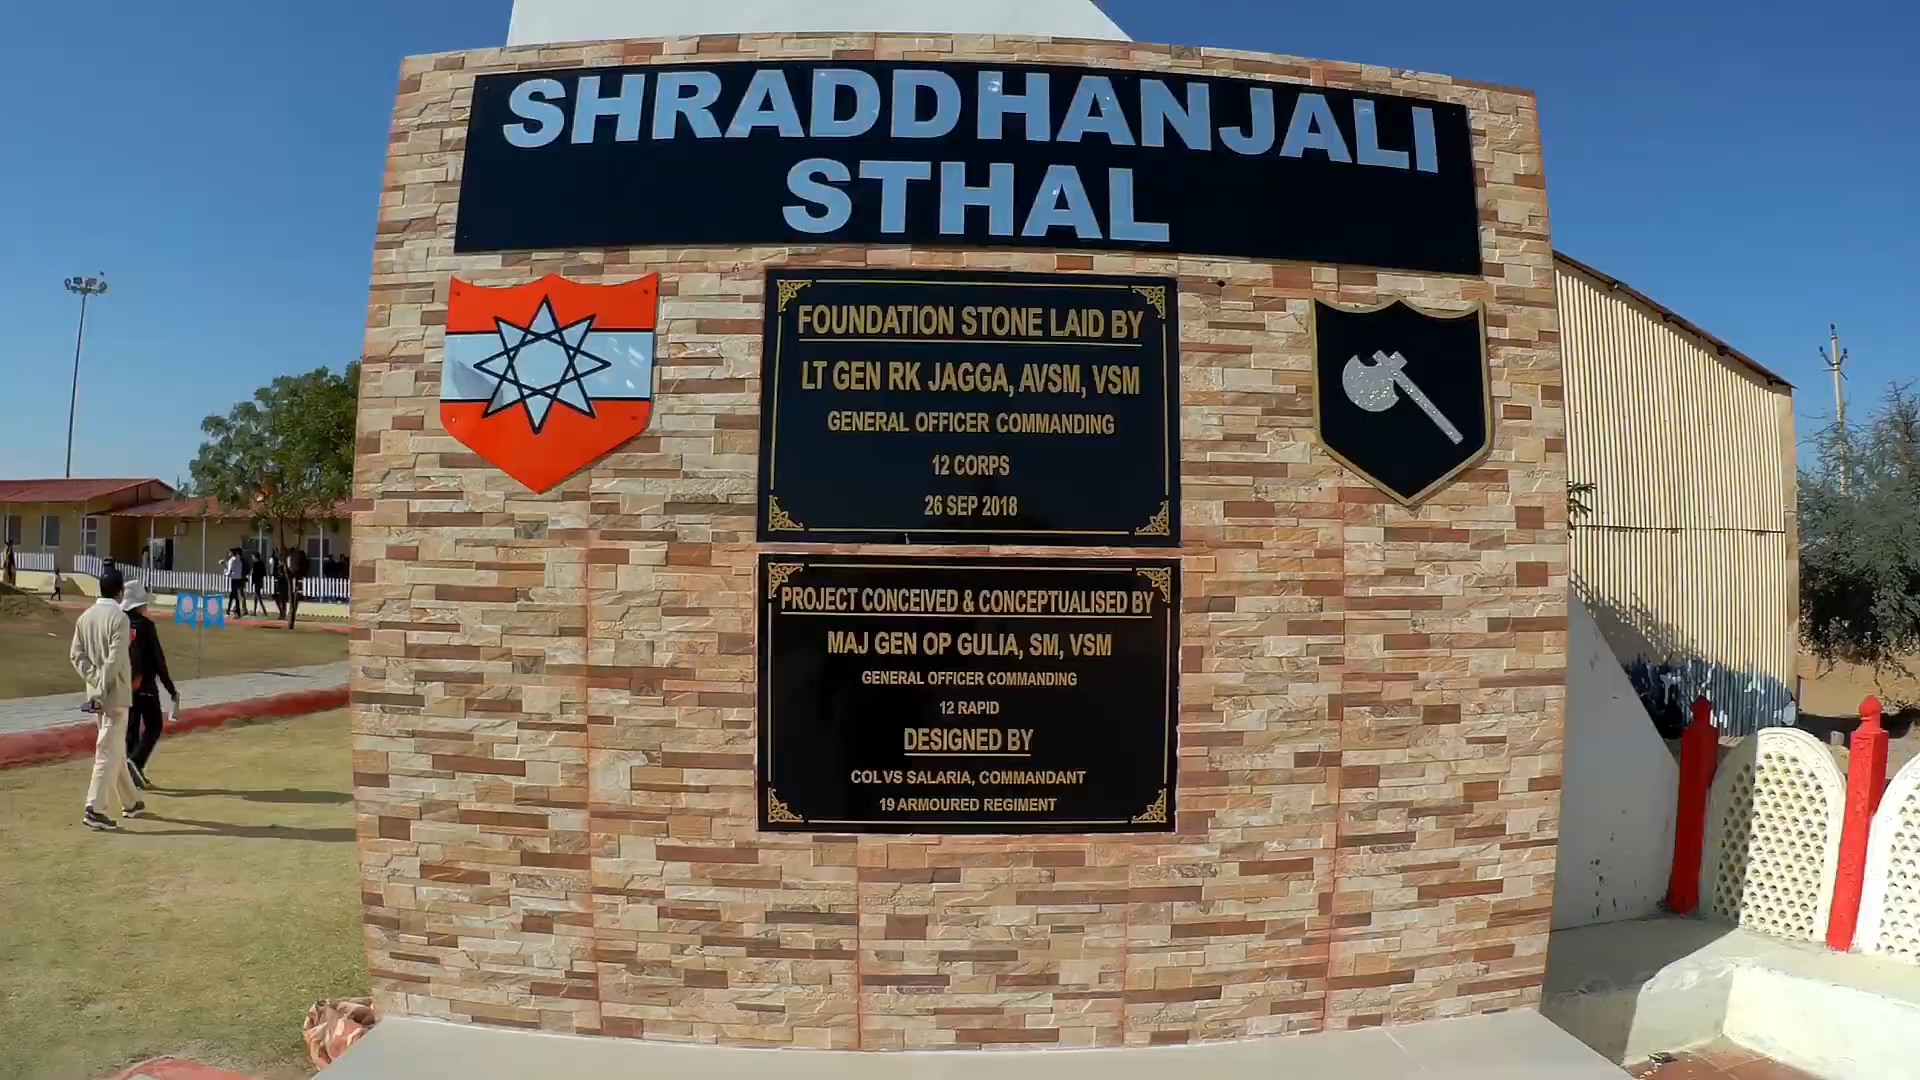 SHRADDHANJALI
STHAL
FOUNDATION STONE LAID BY
LT GEN RK JAGGA, AVSM, VSM
GENERAL OFFICER COMMANDING
12 CORPS
26 SEP 2018
PROJECT CONCEIVED & CONCEPTUALISED BY
MAJ GEN OP GULIA, SM, VSM
GENERAL OFFICER COMMANDING
12 RAPID
DESIGNED BY
COL VS SALARIA, COMMANDANT
19 ARMOURED REGIMENT